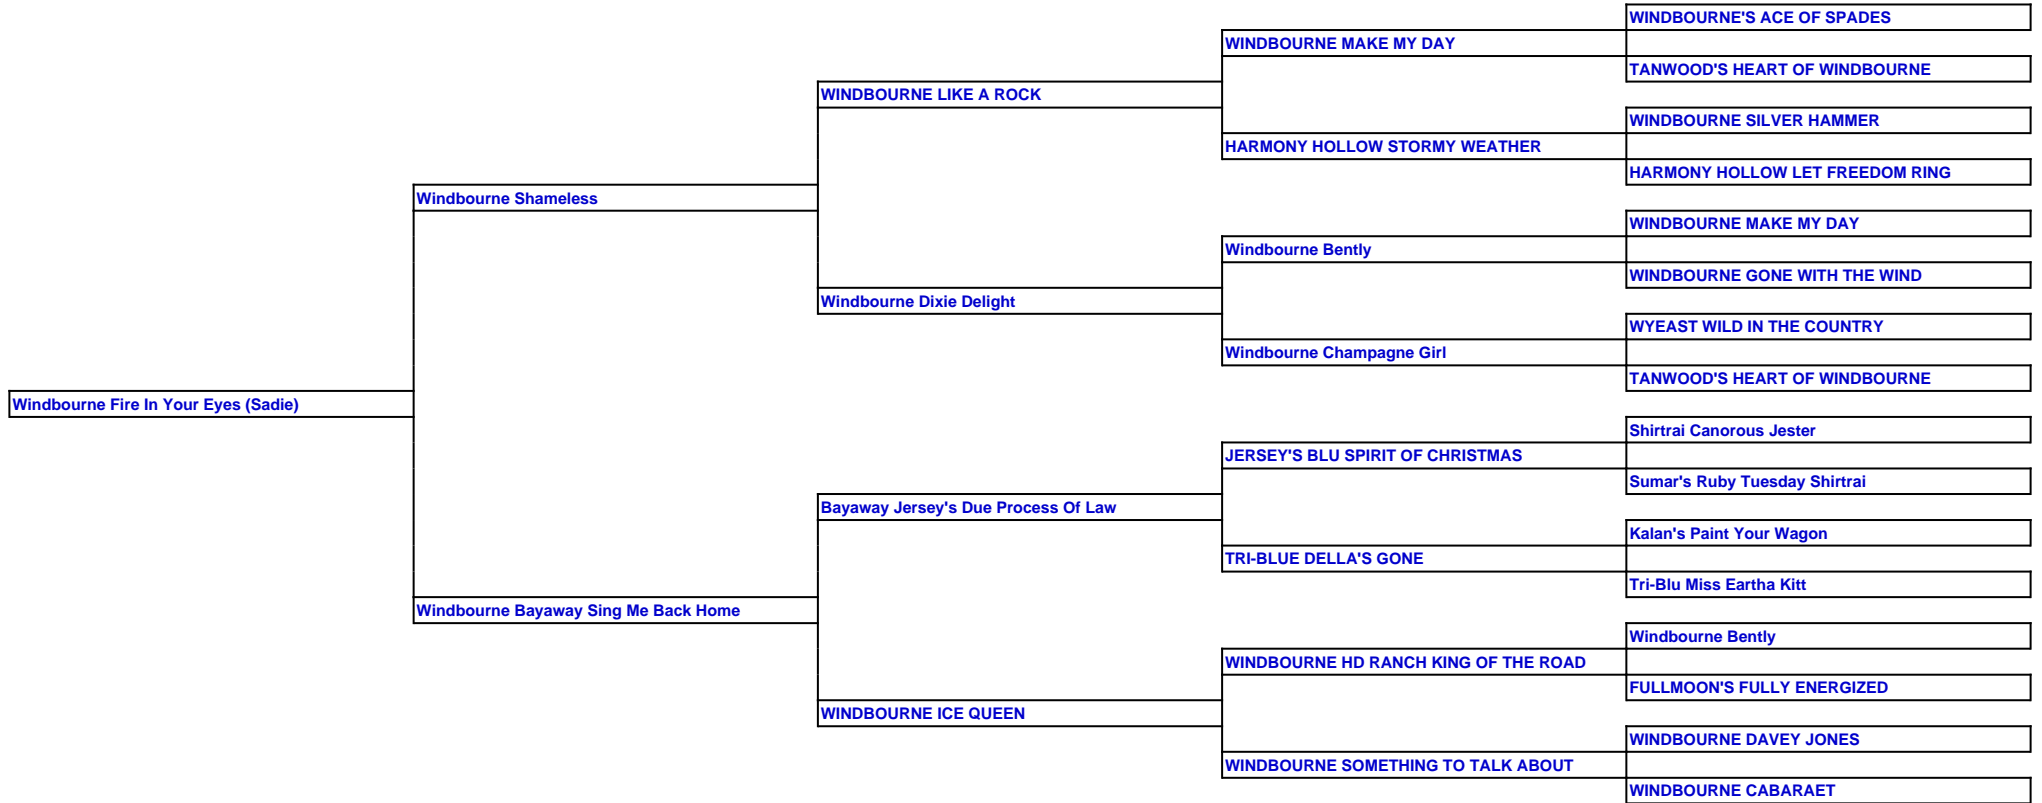 WINDBOURNE'S ACE OF SPADES
WINDBOURNE MAKE MY DAY
TANWOOD'S HEART OF WINDBOURNE
WINDBOURNE LIKE A ROCK
WINDBOURNE SILVER HAMMER
HARMONY HOLLOW STORMY WEATHER
HARMONY HOLLOW LET FREEDOM RING
Windbourne Shameless
WINDBOURNE MAKE MY DAY
Windbourne Bently
WINDBOURNE GONE WITH THE WIND
Windbourne Dixie Delight
WYEAST WILD IN THE COUNTRY
Windbourne Champagne Girl
TANWOOD'S HEART OF WINDBOURNE
Windbourne Fire In Your Eyes (Sadie)
Shirtrai Canorous Jester
JERSEY'S BLU SPIRIT OF CHRISTMAS
Sumar's Ruby Tuesday Shirtrai
Bayaway Jersey's Due Process Of Law
Kalan's Paint Your Wagon
TRI-BLUE DELLA'S GONE
Tri-Blu Miss Eartha Kitt
Windbourne Bayaway Sing Me Back Home
Windbourne Bently
WINDBOURNE HD RANCH KING OF THE ROAD
FULLMOON'S FULLY ENERGIZED
WINDBOURNE ICE QUEEN
WINDBOURNE DAVEY JONES
WINDBOURNE SOMETHING TO TALK ABOUT
WINDBOURNE CABARAET